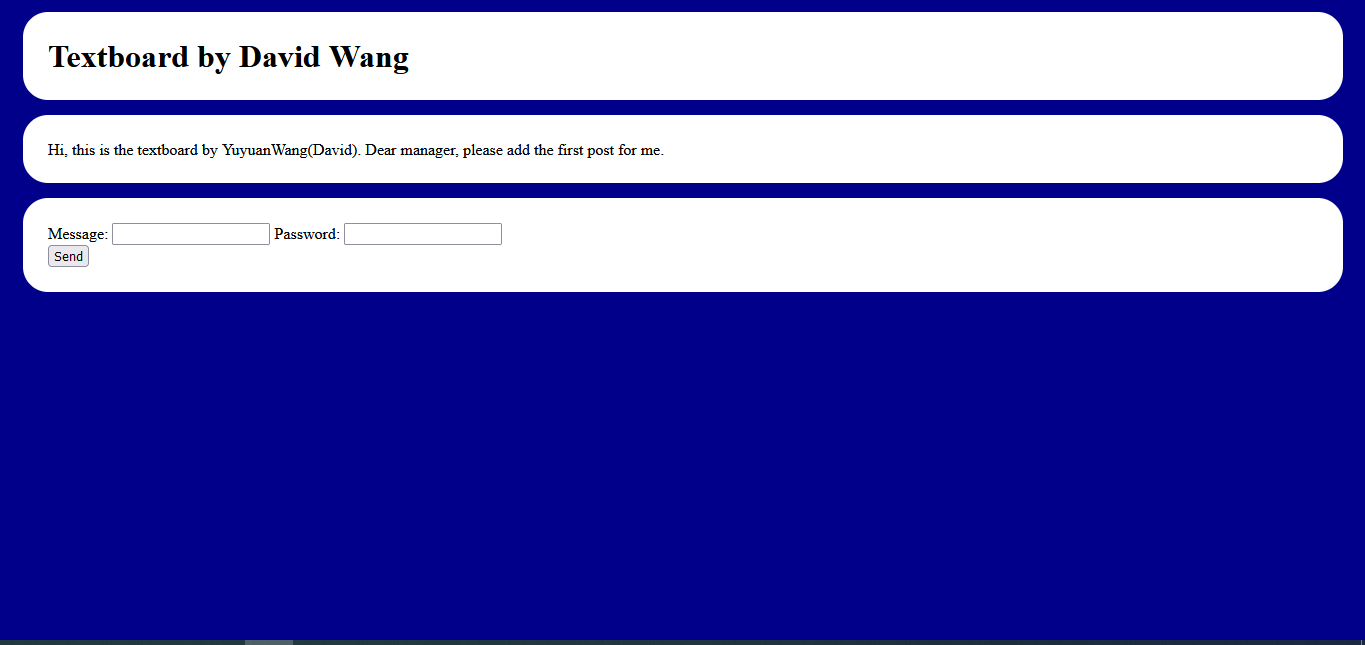 Textboard by David Wang
Hi, this is the textboard by YuyuanWang(David). Dear manager, please add the first post for me.
Message: Password:
Send